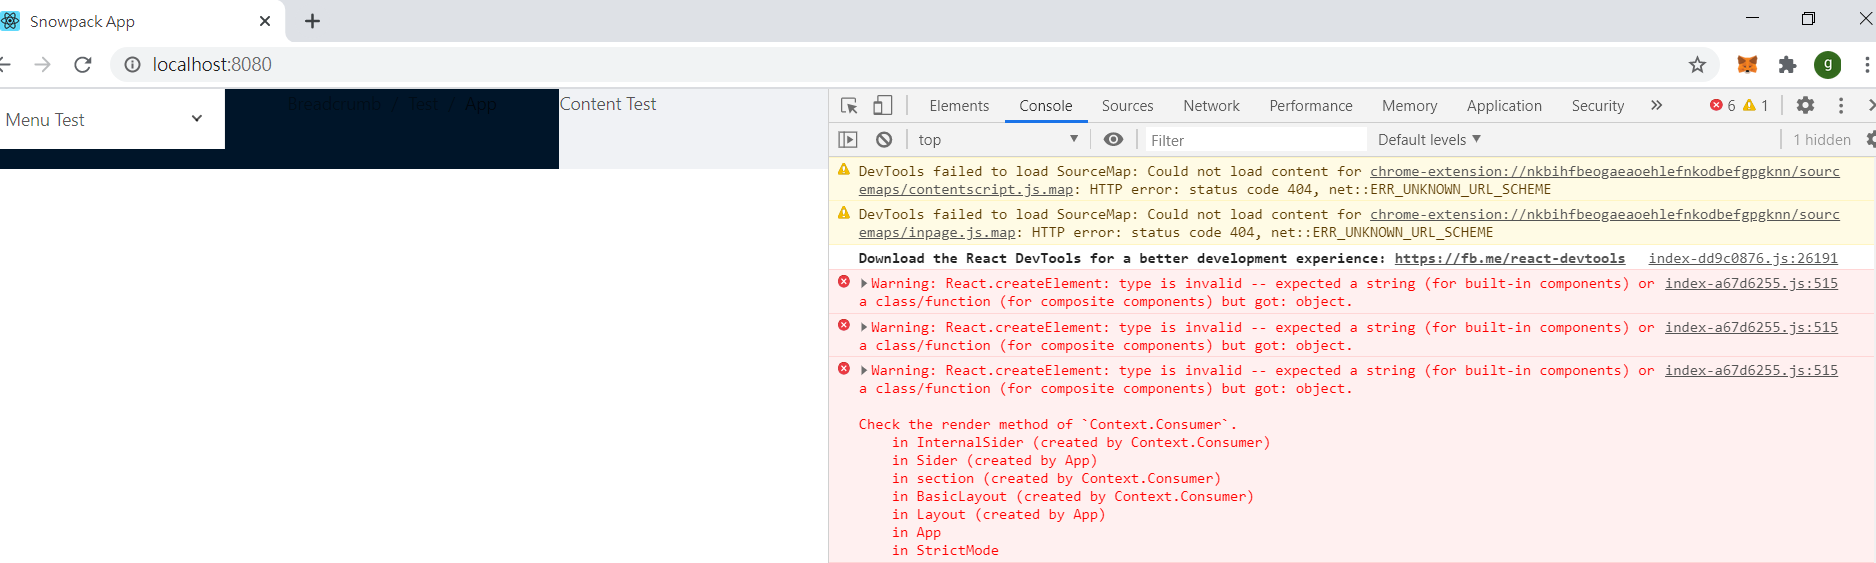 Snowpack App
localhost:8080
g
Menu Test
Breadcrumb / Test / App
Content Test
Elements Console Sources Network Performance Memory Application Security » 6 1
top Filter Default levels 1 hidden
DevTools failed to load SourceMap: Could not load content for chrome-extension://nkbihfbeogaeaoehlefnkodbefgpgknn/sourc
emaps/contentscript.js.map: HTTP error: status code 404, net::ERR_UNKNOWN_URL_SCHEME
DevTools failed to load SourceMap: Could not load content for chrome-extension://nkbihfbeogaeaoehlefnkodbefgpgknn/sourc
emaps/inpage.js.map: HTTP error: status code 404, net::ERR_UNKNOWN_URL_SCHEME
Download the React DevTools for a better development experience: https://fb.me/react-devtools index-dd9c0876.js:26191
Warning: React.createElement: type is invalid -- expected a string (for built-in components) or index-a67d6255.js:515
a class/function (for composite components) but got: object.
Warning: React.createElement: type is invalid -- expected a string (for built-in components) or index-a67d6255.js:515
a class/function (for composite components) but got: object.
Warning: React.createElement: type is invalid -- expected a string (for built-in components) or index-a67d6255.js:515
a class/function (for composite components) but got: object.
Check the render method of `Context.Consumer`.
in InternalSider (created by Context.Consumer)
in Sider (created by App)
in section (created by Context.Consumer)
in BasicLayout (created by Context.Consumer)
in Layout (created by App)
in App
in StrictMode